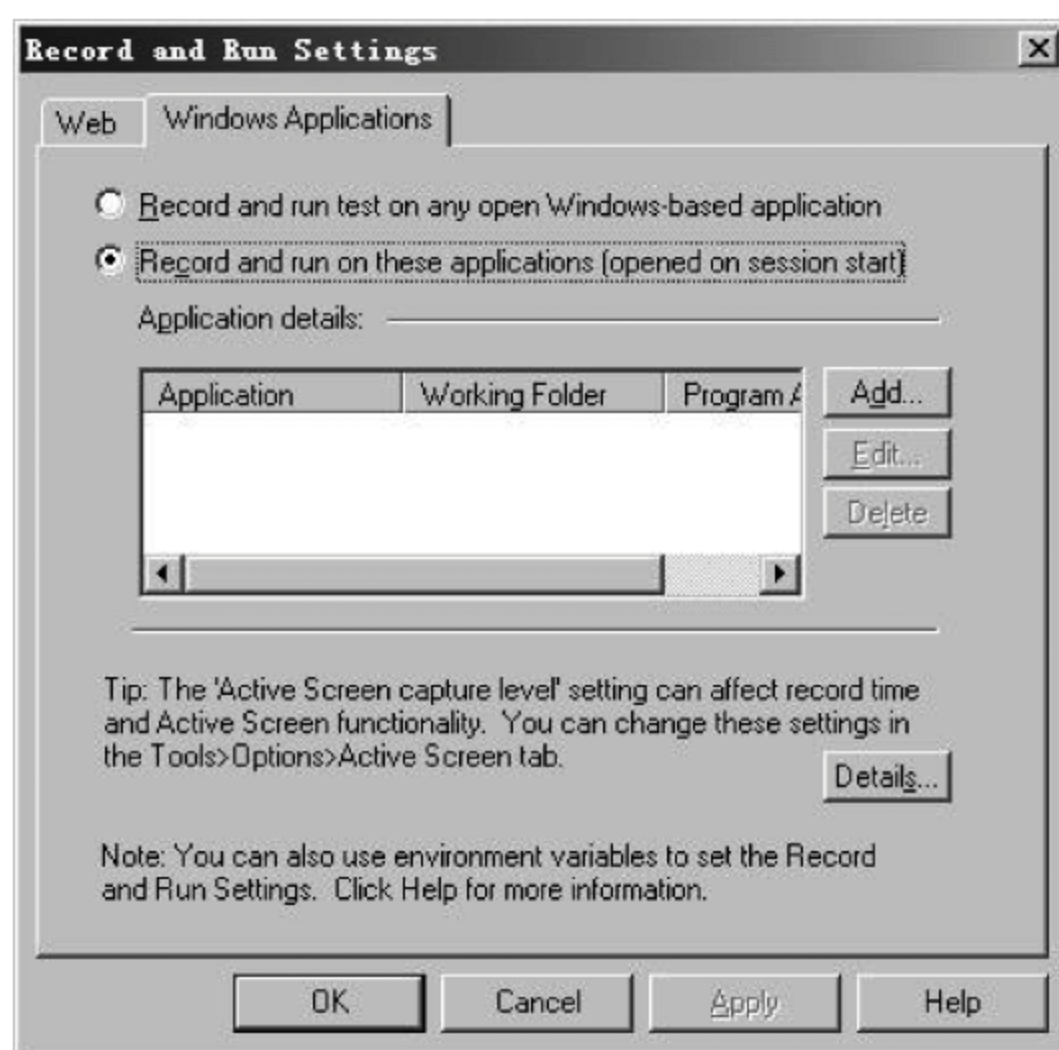 Record and Run Settings
Web
Windows Applications
Record and run test on any open Windows-based application
Record and run on these applications (opened on session start)
Application details:
Application
Working Folder
Program A
Add...
Edit...
Delete
Tip: The 'Active Screen capture level' setting can affect record time
and Active Screen functionality. You can change these settings in
the Tools>Options>Active Screen tab.
Details...
Note: You can also use environment variables to set the Record
and Run Settings. Click Help for more information.
OK
Cancel
Apply
Help